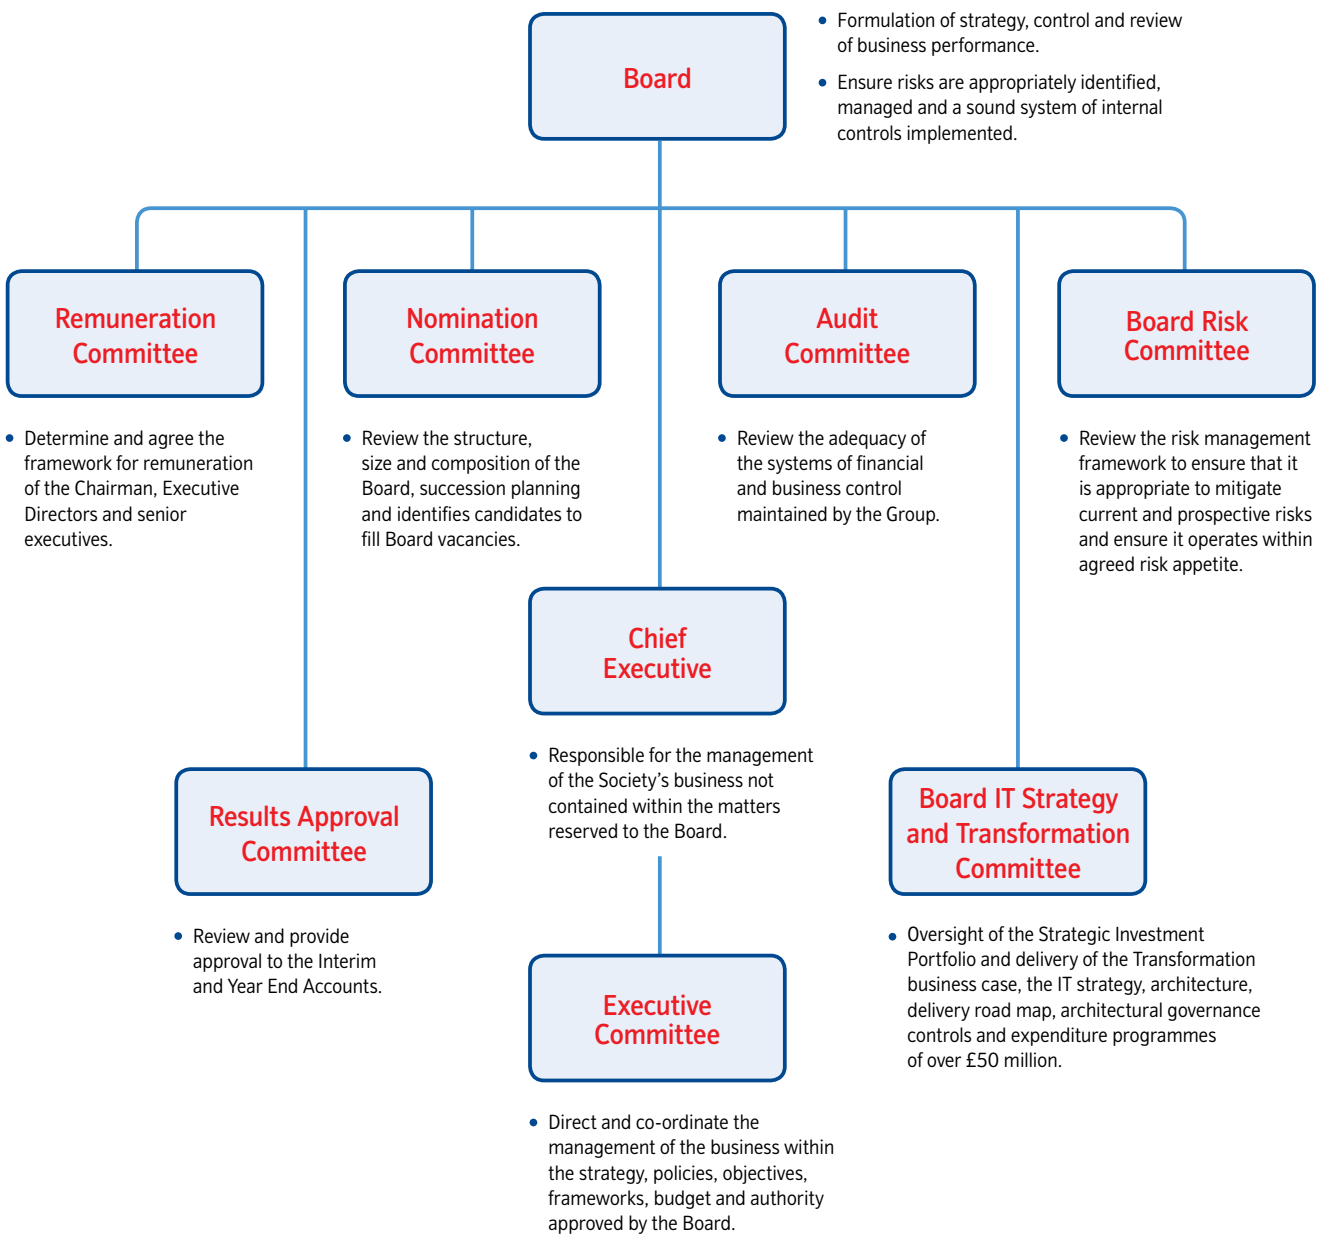 Board
• Formulation of strategy, control and review
of business performance.
• Ensure risks are appropriately identified,
managed and a sound system of internal
controls implemented.
Remuneration
Committee
• Determine and agree the
framework for remuneration
of the Chairman, Executive
Directors and senior
executives.
Nomination
Committee
• Review the structure,
size and composition of the
Board, succession planning
and identifies candidates to
fill Board vacancies.
Audit
Committee
• Review the adequacy of
the systems of financial
and business control
maintained by the Group.
Board Risk
Committee
• Review the risk management
framework to ensure that it
is appropriate to mitigate
current and prospective risks
and ensure it operates within
agreed risk appetite.
Chief
Executive
• Responsible for the management
of the Society’s business not
contained within the matters
reserved to the Board.
Results Approval
Committee
• Review and provide
approval to the Interim
and Year End Accounts.
Board IT Strategy
and Transformation
Committee
• Oversight of the Strategic Investment
Portfolio and delivery of the Transformation
business case, the IT strategy, architecture,
delivery road map, architectural governance
controls and expenditure programmes
of over £50 million.
Executive
Committee
• Direct and co-ordinate the
management of the business within
the strategy, policies, objectives,
frameworks, budget and authority
approved by the Board.